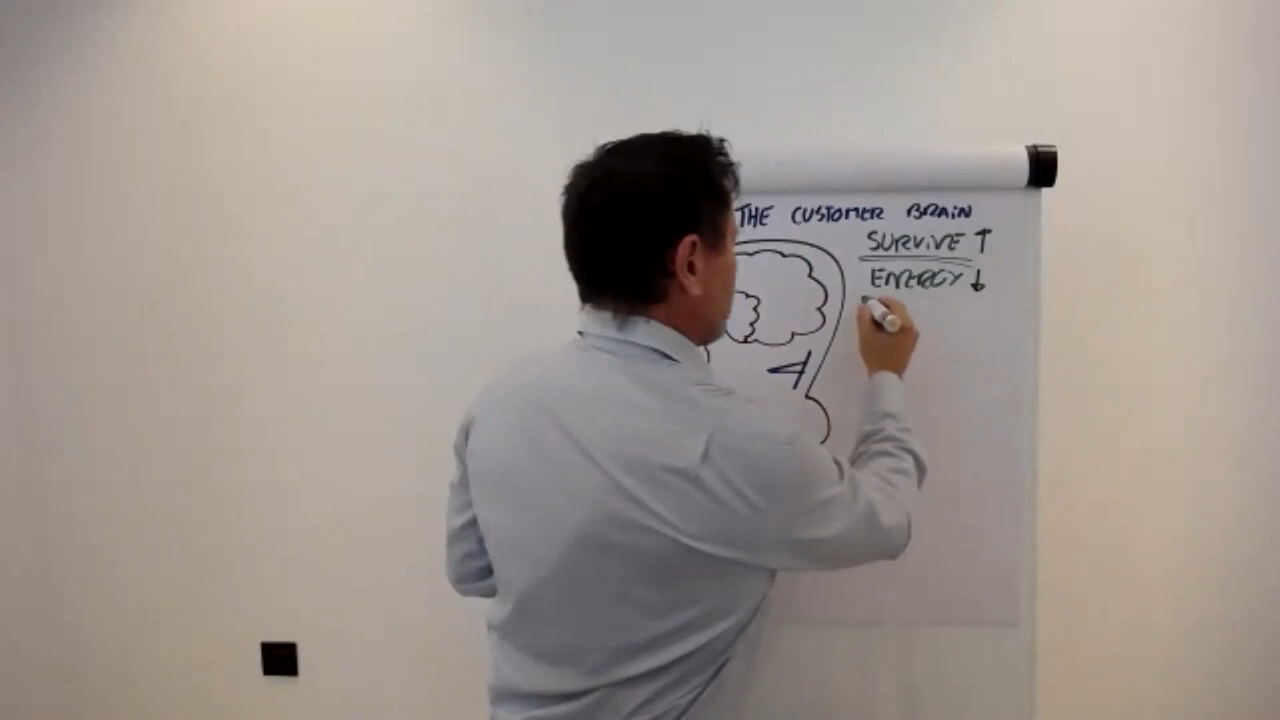 THE CUSTOMER BRAIN
SURVIVE ↑
ENERGY ↓